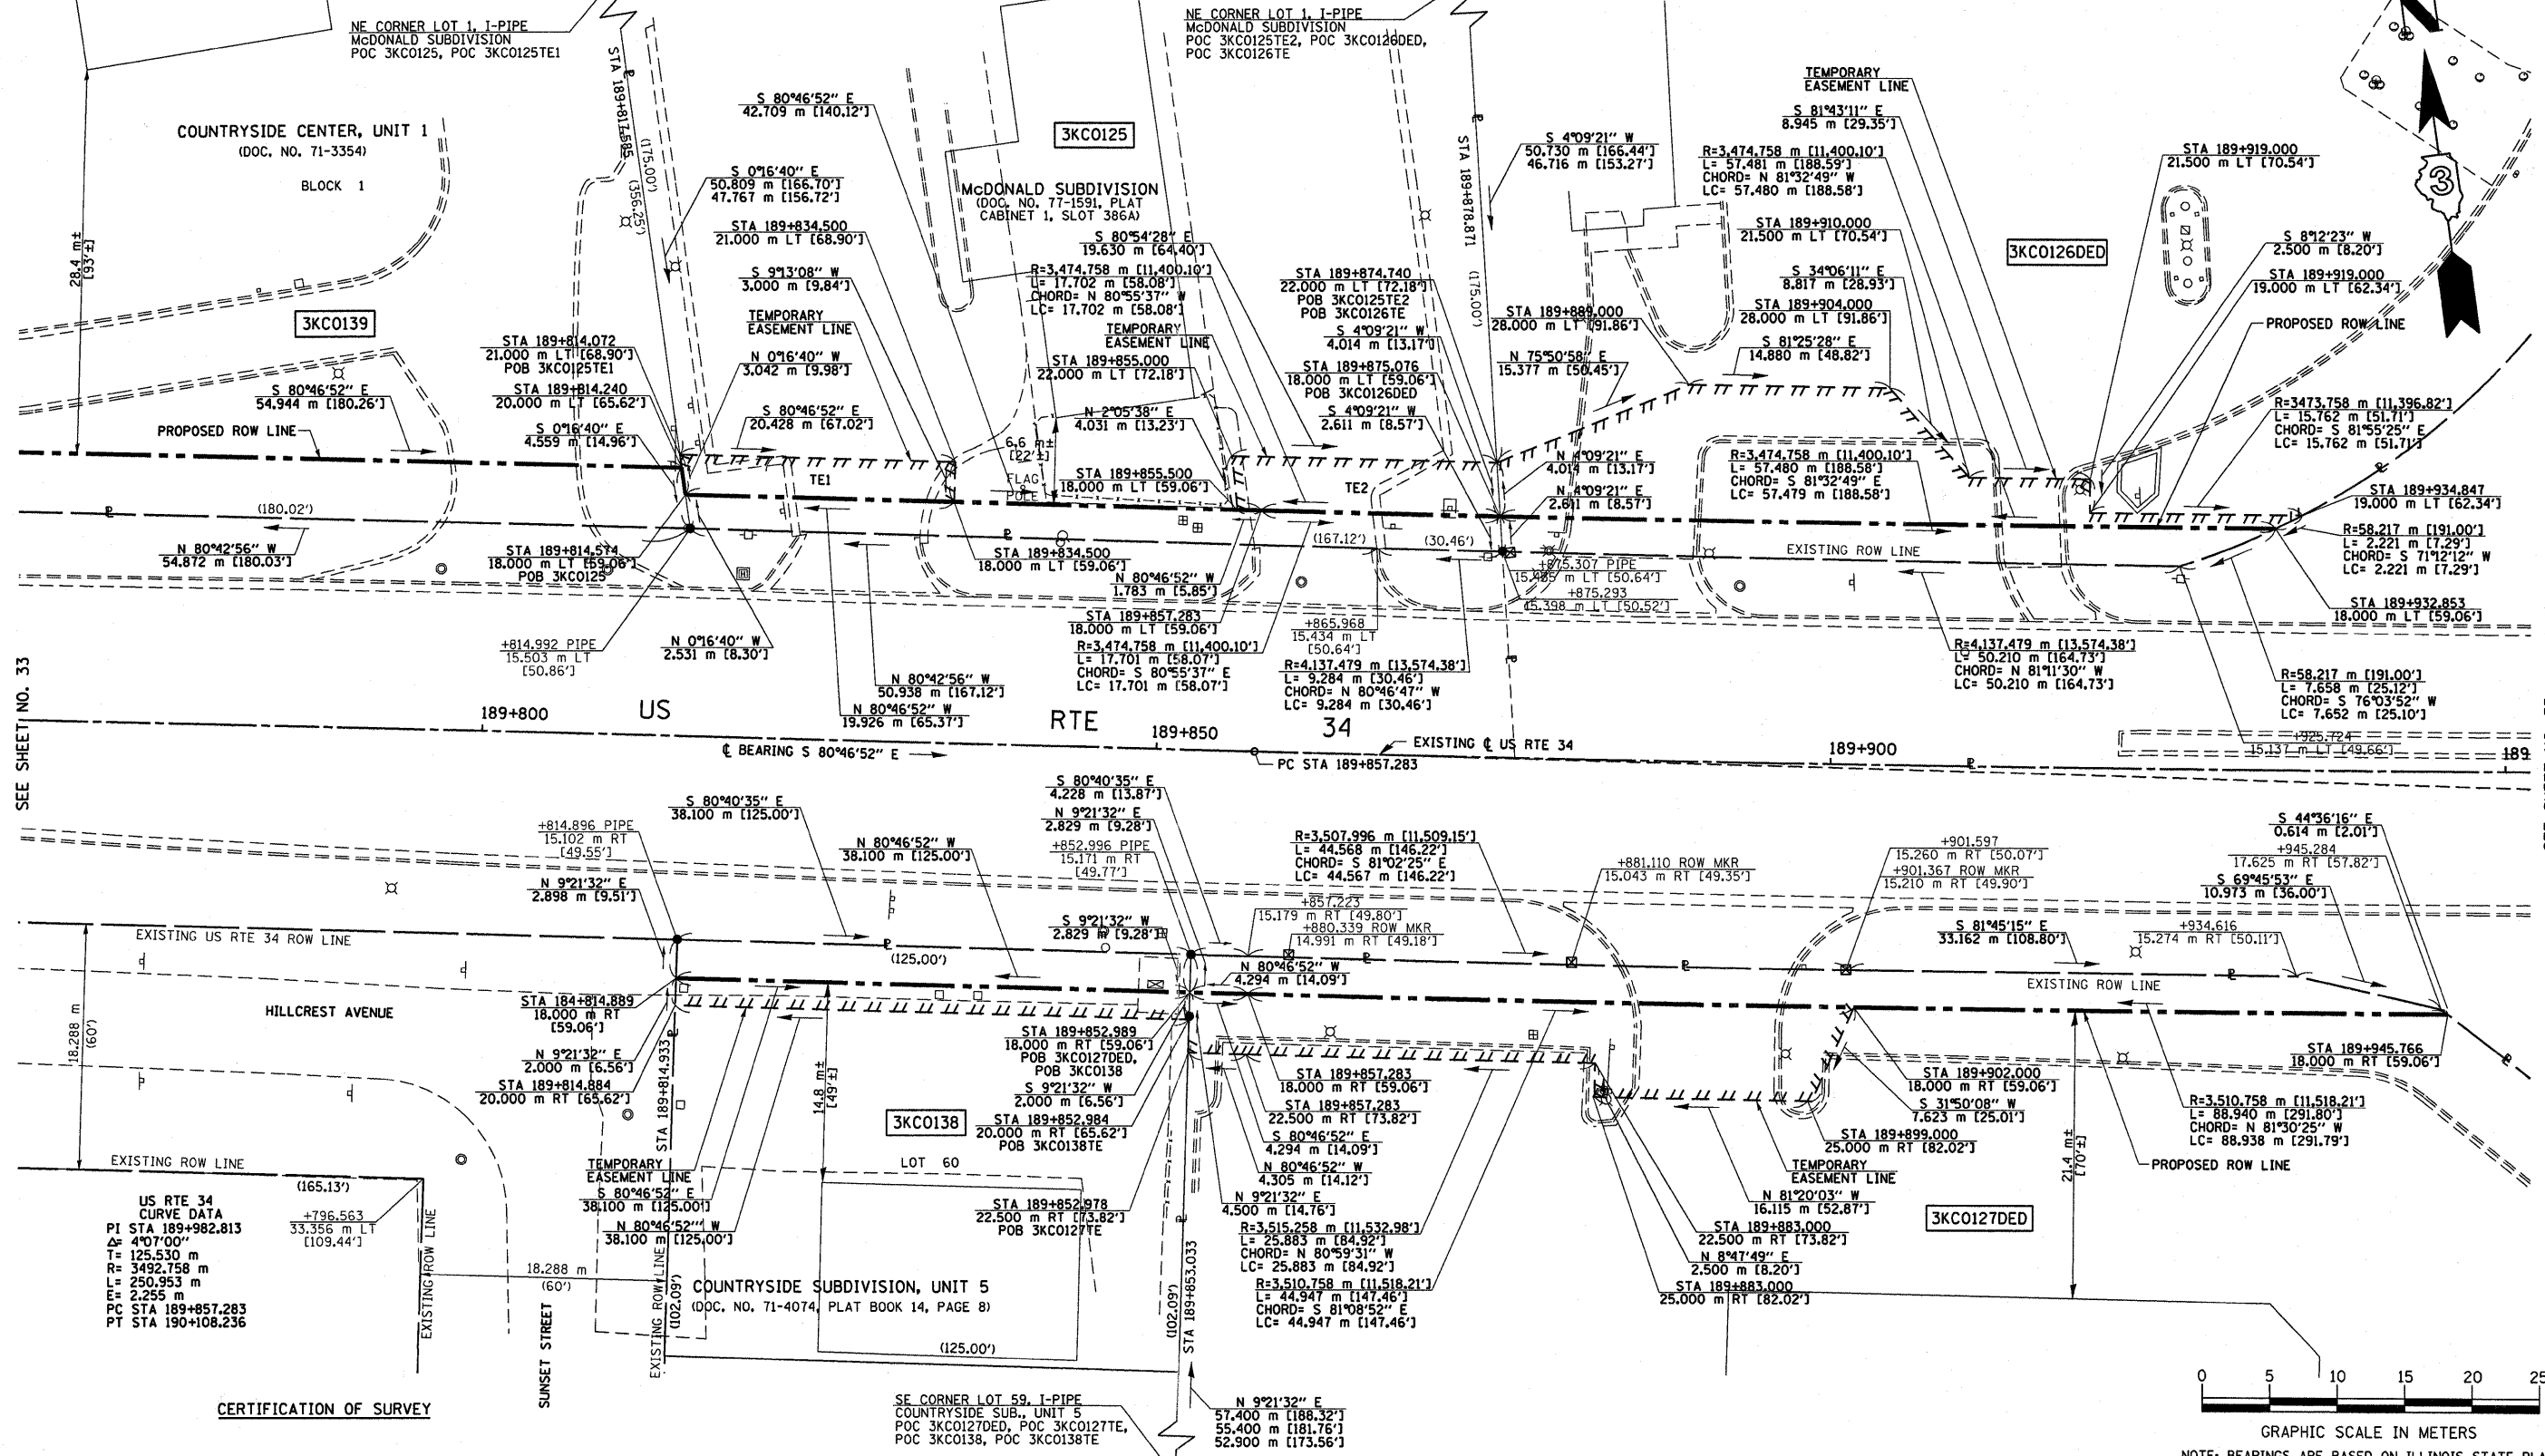 NE CORNER LOT 1, I-PIPE
McDONALD SUBDIVISION
POC 3KC0125, POC 3KC0125TE1
NE CORNER LOT 1, I-PIPE
McDONALD SUBDIVISION
POC 3KC0125TE2, POC 3KC0126DED,
POC 3KC0126TE
COUNTRYSIDE CENTER, UNIT 1
(DOC. NO. 71-3354)
BLOCK 1
28.4 m±
[93'±]
3KC0139
STA 189+817.585
(175.00')
(356.25')
S 80°46'52" E
42.709 m [140.12']
3KC0125
McDONALD SUBDIVISION
(DOC. NO. 77-1591, PLAT
CABINET 1, SLOT 386A)
S 0°16'40" E
50.809 m [166.70']
47.767 m [156.72']
STA 189+834.500
21.000 m LT [68.90']
S 9°13'08" W
3.000 m [9.84']
TEMPORARY
EASEMENT LINE
N 0°16'40" W
3.042 m [9.98']
S 80°46'52" E
20.428 m [67.02']
STA 189+814.072
21.000 m LT [68.90']
POB 3KC0125TE1
STA 189+814.240
20.000 m LT [65.62']
S 0°16'40" E
4.559 m [14.96']
S 80°46'52" E
54.944 m [180.26']
PROPOSED ROW LINE
S 80°54'28" E
19.630 m [64.40']
R=3,474.758 m [11,400.10']
L= 17.702 m [58.08']
CHORD= N 80°55'37" W
LC= 17.702 m [58.08']
TEMPORARY
EASEMENT LINE
STA 189+855.000
22.000 m LT [72.18']
N 2°05'38" E
4.031 m [13.23']
6.6 m±
[22'±]
FLAG
POLE
STA 189+855.500
18.000 m LT [59.06']
TE1
TE2
STA 189+878.871
(175.00')
S 4°09'21" W
50.730 m [166.44']
46.716 m [153.27']
STA 189+874.740
22.000 m LT [72.18']
POB 3KC0125TE2
POB 3KC0126TE
S 4°09'21" W
4.014 m [13.17']
STA 189+875.076
18.000 m LT [59.06']
POB 3KC0126DED
S 4°09'21" W
2.611 m [8.57']
STA 189+889.000
28.000 m LT [91.86']
N 75°50'58" E
15.377 m [50.45']
N 4°09'21" E
4.014 m [13.17']
N 4°09'21" E
2.611 m [8.57']
TEMPORARY
EASEMENT LINE
S 81°43'11" E
8.945 m [29.35']
R=3,474.758 m [11,400.10']
L= 57.481 m [188.59']
CHORD= N 81°32'49" W
LC= 57.480 m [188.58']
STA 189+910.000
21.500 m LT [70.54']
S 34°06'11" E
8.817 m [28.93']
STA 189+904.000
28.000 m LT [91.86']
S 81°25'28" E
14.880 m [48.82']
R=3,474.758 m [11,400.10']
L= 57.480 m [188.58']
CHORD= S 81°32'49" E
LC= 57.479 m [188.58']
3KC0126DED
STA 189+919.000
21.500 m LT [70.54']
3
S 8°12'23" W
2.500 m [8.20']
STA 189+919.000
19.000 m LT [62.34']
PROPOSED ROW LINE
R=3473.758 m [11,396.82']
L= 15.762 m [51.71']
CHORD= S 81°55'25" E
LC= 15.762 m [51.71']
STA 189+934.847
19.000 m LT [62.34']
R=58.217 m [191.00']
L= 2.221 m [7.29']
CHORD= S 71°12'12" W
LC= 2.221 m [7.29']
STA 189+932.853
18.000 m LT [59.06']
(180.02')
N 80°42'56" W
54.872 m [180.03']
STA 189+814.574
18.000 m LT [59.06']
POB 3KC0125
STA 189+834.500
18.000 m LT [59.06']
(167.12')
(30.46')
EXISTING ROW LINE
+875.307 PIPE
+875.293
15.398 m LT [50.52']
N 80°46'52" W
1.783 m [5.85']
STA 189+857.283
18.000 m LT [59.06']
R=3,474.758 m [11,400.10']
L= 17.701 m [58.07']
CHORD= S 80°55'37" E
LC= 17.701 m [58.07']
+865.968
15.434 m LT
[50.64']
R=4,137.479 m [13,574.38']
L= 9.284 m [30.46']
CHORD= N 80°46'47" W
LC= 9.284 m [30.46']
R=4,137.479 m [13,574.38']
L= 50.210 m [164.73']
CHORD= N 81°11'30" W
LC= 50.210 m [164.73']
R=58.217 m [191.00']
L= 7.658 m [25.12']
CHORD= S 76°03'52" W
LC= 7.652 m [25.10']
+925.724
15.137 m LT [49.66']
+814.992 PIPE
15.503 m LT
[50.86']
N 0°16'40" W
2.531 m [8.30']
N 80°42'56" W
50.938 m [167.12']
N 80°46'52" W
19.926 m [65.37']
SEE SHEET NO. 33
189+800
US
RTE
34
189+850
189+900
189
℄ BEARING S 80°46'52" E
EXISTING ℄ US RTE 34
PC STA 189+857.283
S 80°40'35" E
38.100 m [125.00']
+814.896 PIPE
15.102 m RT
[49.55']
N 9°21'32" E
2.898 m [9.51']
N 80°46'52" W
38.100 m [125.00']
S 80°40'35" E
4.228 m [13.87']
N 9°21'32" E
2.829 m [9.28']
+852.996 PIPE
15.171 m RT
[49.77']
S 9°21'32" W
2.829 m [9.28']
R=3,507.996 m [11,509.15']
L= 44.568 m [146.22']
CHORD= S 81°02'25" E
LC= 44.567 m [146.22']
+857.223
15.179 m RT [49.80']
+880.339 ROW MKR
14.991 m RT [49.18']
+881.110 ROW MKR
15.043 m RT [49.35']
+901.597
15.260 m RT [50.07']
+901.367 ROW MKR
15.210 m RT [49.90']
S 44°36'16" E
0.614 m [2.01']
+945.284
17.625 m RT [57.82']
S 69°45'53" E
10.973 m [36.00']
S 81°45'15" E
33.162 m [108.80']
+934.616
15.274 m RT [50.11']
EXISTING US RTE 34 ROW LINE
(125.00')
N 80°46'52" W
4.294 m [14.09']
EXISTING ROW LINE
HILLCREST AVENUE
18.288 m
(60')
STA 184+814.889
18.000 m RT
[59.06']
N 9°21'32" E
2.000 m [6.56']
STA 189+814.884
20.000 m RT [65.62']
STA 189+814.933
14.8 m±
[49'±]
STA 189+852.989
18.000 m RT [59.06']
POB 3KC0127DED,
POB 3KC0138
S 9°21'32" W
2.000 m [6.56']
STA 189+852.984
20.000 m RT [65.62']
POB 3KC0138TE
3KC0138
LOT 60
STA 189+857.283
18.000 m RT [59.06']
STA 189+857.283
22.500 m RT [73.82']
S 80°46'52" E
4.294 m [14.09']
N 80°46'52" W
4.305 m [14.12']
N 9°21'32" E
4.500 m [14.76']
R=3,515.258 m [11,532.98']
L= 25.883 m [84.92']
CHORD= N 80°59'31" W
LC= 25.883 m [84.92']
R=3,510.758 m [11,518.21']
L= 44.947 m [147.46']
CHORD= S 81°08'52" E
LC= 44.947 m [147.46']
STA 189+945.766
18.000 m RT [59.06']
STA 189+902.000
18.000 m RT [59.06']
S 31°50'08" W
7.623 m [25.01']
STA 189+899.000
25.000 m RT [82.02']
TEMPORARY
EASEMENT LINE
N 81°20'03" W
16.115 m [52.87']
STA 189+883.000
22.500 m RT [73.82']
N 8°47'49" E
2.500 m [8.20']
STA 189+883.000
25.000 m RT [82.02']
21.4 m±
[70'±]
R=3,510.758 m [11,518.21']
L= 88.940 m [291.80']
CHORD= N 81°30'25" W
LC= 88.938 m [291.79']
PROPOSED ROW LINE
3KC0127DED
EXISTING ROW LINE
(165.13')
+796.563
33.356 m LT
[109.44']
US RTE 34
CURVE DATA
PI STA 189+982.813
Δ= 4°07'00"
T= 125.530 m
R= 3492.758 m
L= 250.953 m
E= 2.255 m
PC STA 189+857.283
PT STA 190+108.236
TEMPORARY
EASEMENT LINE
S 80°46'52" E
38.100 m [125.00']
N 80°46'52" W
38.100 m [125.00']
STA 189+852.978
22.500 m RT [73.82']
POB 3KC0127TE
EXISTING ROW LINE
18.288 m
(60')
SUNSET STREET
EXISTING ROW LINE
(102.09')
COUNTRYSIDE SUBDIVISION, UNIT 5
(DOC. NO. 71-4074, PLAT BOOK 14, PAGE 8)
(125.00')
(102.09')
STA 189+853.033
CERTIFICATION OF SURVEY
SE CORNER LOT 59, I-PIPE
COUNTRYSIDE SUB., UNIT 5
POC 3KC0127DED, POC 3KC0127TE,
POC 3KC0138, POC 3KC0138TE
N 9°21'32" E
57.400 m [188.32']
55.400 m [181.76']
52.900 m [173.56']
0 5 10 15 20 25
GRAPHIC SCALE IN METERS
NOTE: BEARINGS ARE BASED ON ILLINOIS STATE